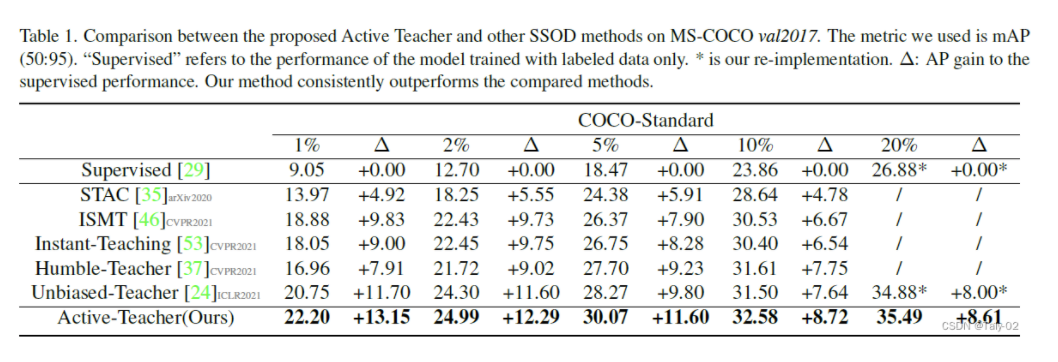 Table 1. Comparison between the proposed Active Teacher and other SSOD methods on MS-COCO val2017. The metric we used is mAP
(50:95). “Supervised” refers to the performance of the model trained with labeled data only. * is our re-implementation. Δ: AP gain to the
supervised performance. Our method consistently outperforms the compared methods.
COCO-Standard
1% Δ 2% Δ 5% Δ 10% Δ 20% Δ
Supervised [29] 9.05 +0.00 12.70 +0.00 18.47 +0.00 23.86 +0.00 26.88* +0.00*
STAC [35]arXiv2020 13.97 +4.92 18.25 +5.55 24.38 +5.91 28.64 +4.78 / /
ISMT [46]CVPR2021 18.88 +9.83 22.43 +9.73 26.37 +7.90 30.53 +6.67 / /
Instant-Teaching [53]CVPR2021 18.05 +9.00 22.45 +9.75 26.75 +8.28 30.40 +6.54 / /
Humble-Teacher [37]CVPR2021 16.96 +7.91 21.72 +9.02 27.70 +9.23 31.61 +7.75 / /
Unbiased-Teacher [24]ICLR2021 20.75 +11.70 24.30 +11.60 28.27 +9.80 31.50 +7.64 34.88* +8.00*
Active-Teacher(Ours) 22.20 +13.15 24.99 +12.29 30.07 +11.60 32.58 +8.72 35.49 +8.61
CSDN @Taly-02